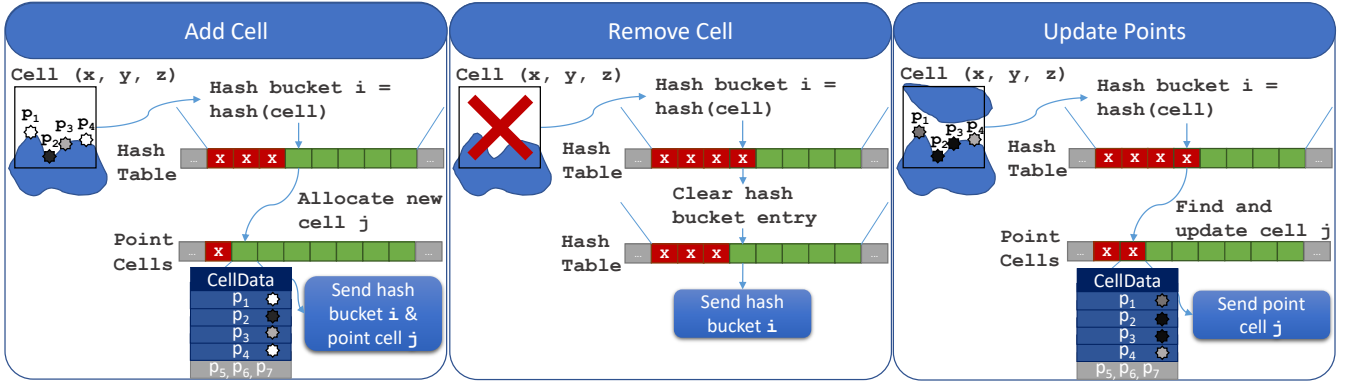 Add Cell
Cell (x, y, z)
Hash bucket i =
hash(cell)
p1
p2
p3
p4
Hash
Table
... x x x ...
Allocate new
cell j
Point
Cells
... x ...
CellData
p1
p2
p3
p4
p5, p6, p7
Send hash
bucket i &
point cell j
Remove Cell
Cell (x, y, z)
Hash bucket i =
hash(cell)
Hash
Table
... x x x x ...
Clear hash
bucket entry
Hash
Table
... x x x ...
Send hash
bucket i
Update Points
Cell (x, y, z)
Hash bucket i =
hash(cell)
p1
p2
p3
p4
Hash
Table
... x x x x ...
Find and
update cell j
Point
Cells
... x x ...
CellData
p1
p2
p3
p4
p5, p6, p7
Send point
cell j